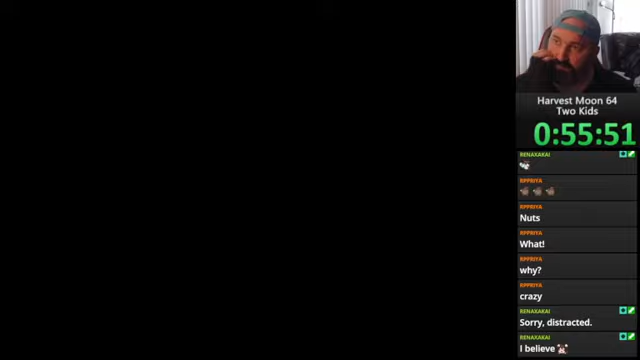 Harvest Moon 64
Two Kids
0:55:51
RENAXAKAI
RPPRIYA
RPPRIYA
Nuts
RPPRIYA
What!
RPPRIYA
why?
RPPRIYA
crazy
RENAXAKAI
Sorry, distracted.
RENAXAKAI
I believe